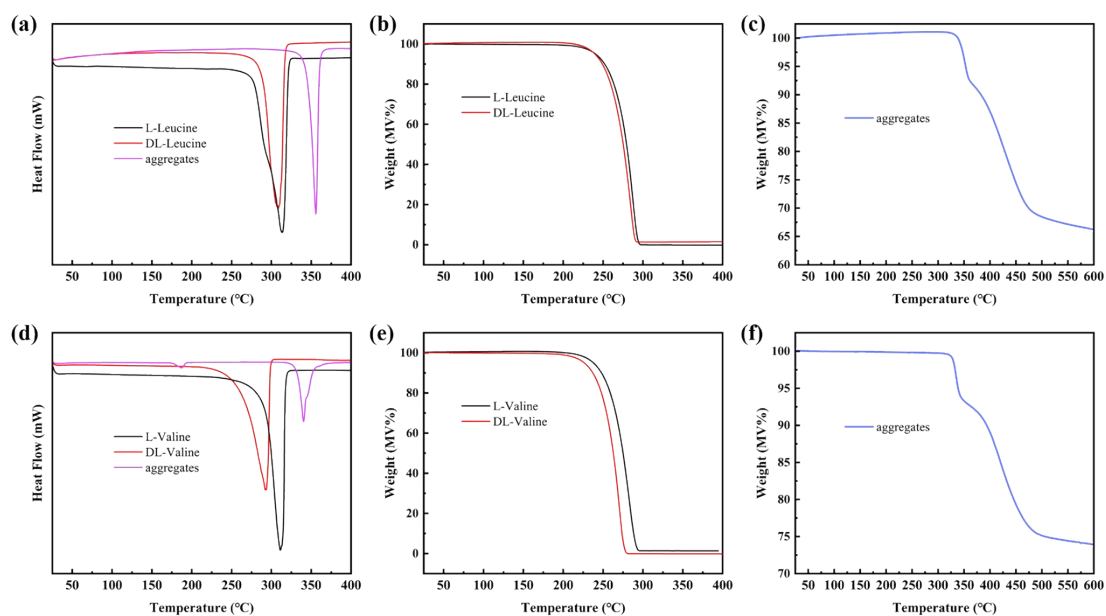 (a)
Heat Flow (mW)
L-Leucine
DL-Leucine
aggregates
50 100 150 200 250 300 350 400
Temperature (℃)
(b)
Weight (MV%)
100
80
60
40
20
0
L-Leucine
DL-Leucine
50 100 150 200 250 300 350 400
Temperature (℃)
(c)
Weight (MV%)
105
100
95
90
85
80
75
70
65
60
aggregates
50 100 150 200 250 300 350 400 450 500 550 600
Temperature (℃)
(d)
Heat Flow (mW)
L-Valine
DL-Valine
aggregates
50 100 150 200 250 300 350 400
Temperature (℃)
(e)
Weight (MV%)
100
80
60
40
20
0
L-Valine
DL-Valine
50 100 150 200 250 300 350 400
Temperature (℃)
(f)
Weight (MV%)
105
100
95
90
85
80
75
70
aggregates
50 100 150 200 250 300 350 400 450 500 550 600
Temperature (℃)